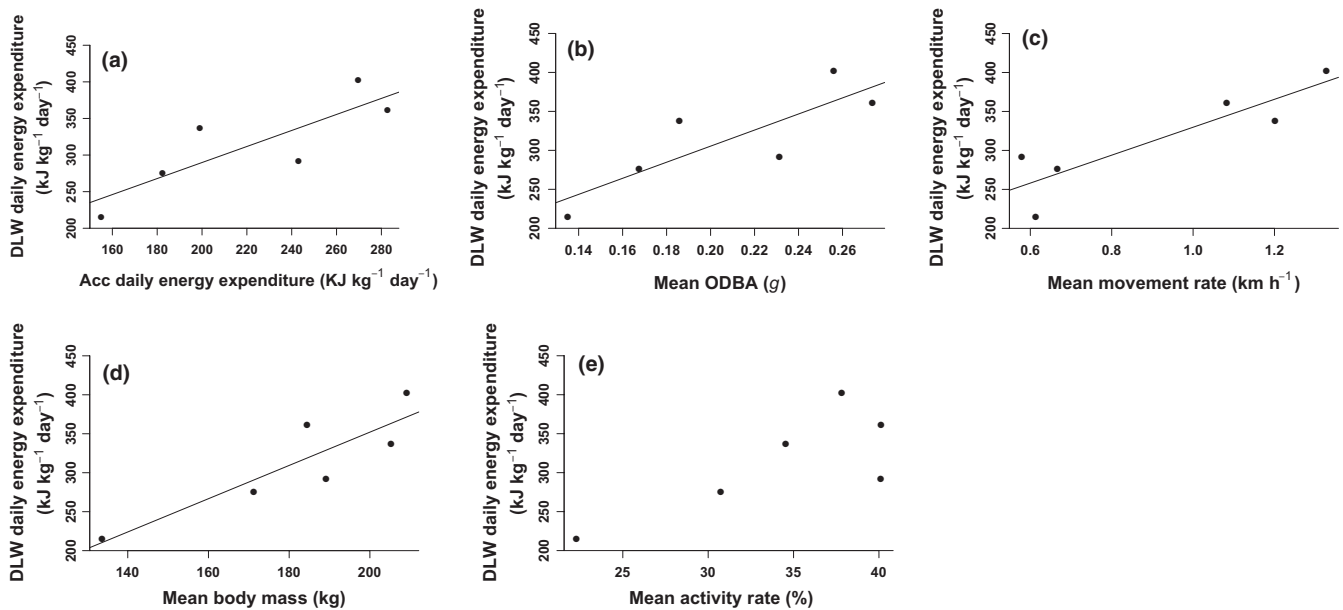 (a)
DLW daily energy expenditure
(kJ kg⁻¹ day⁻¹)
450
400
350
300
250
200
160
180
200
220
240
260
280
Acc daily energy expenditure (KJ kg⁻¹ day⁻¹)
(b)
DLW daily energy expenditure
(kJ kg⁻¹ day⁻¹)
450
400
350
300
250
200
0.14
0.16
0.18
0.20
0.22
0.24
0.26
Mean ODBA (g)
(c)
DLW daily energy expenditure
(kJ kg⁻¹ day⁻¹)
450
400
350
300
250
200
0.6
0.8
1.0
1.2
Mean movement rate (km h⁻¹)
(d)
DLW daily energy expenditure
(kJ kg⁻¹ day⁻¹)
450
400
350
300
250
200
140
160
180
200
Mean body mass (kg)
(e)
DLW daily energy expenditure
(kJ kg⁻¹ day⁻¹)
450
400
350
300
250
200
25
30
35
40
Mean activity rate (%)